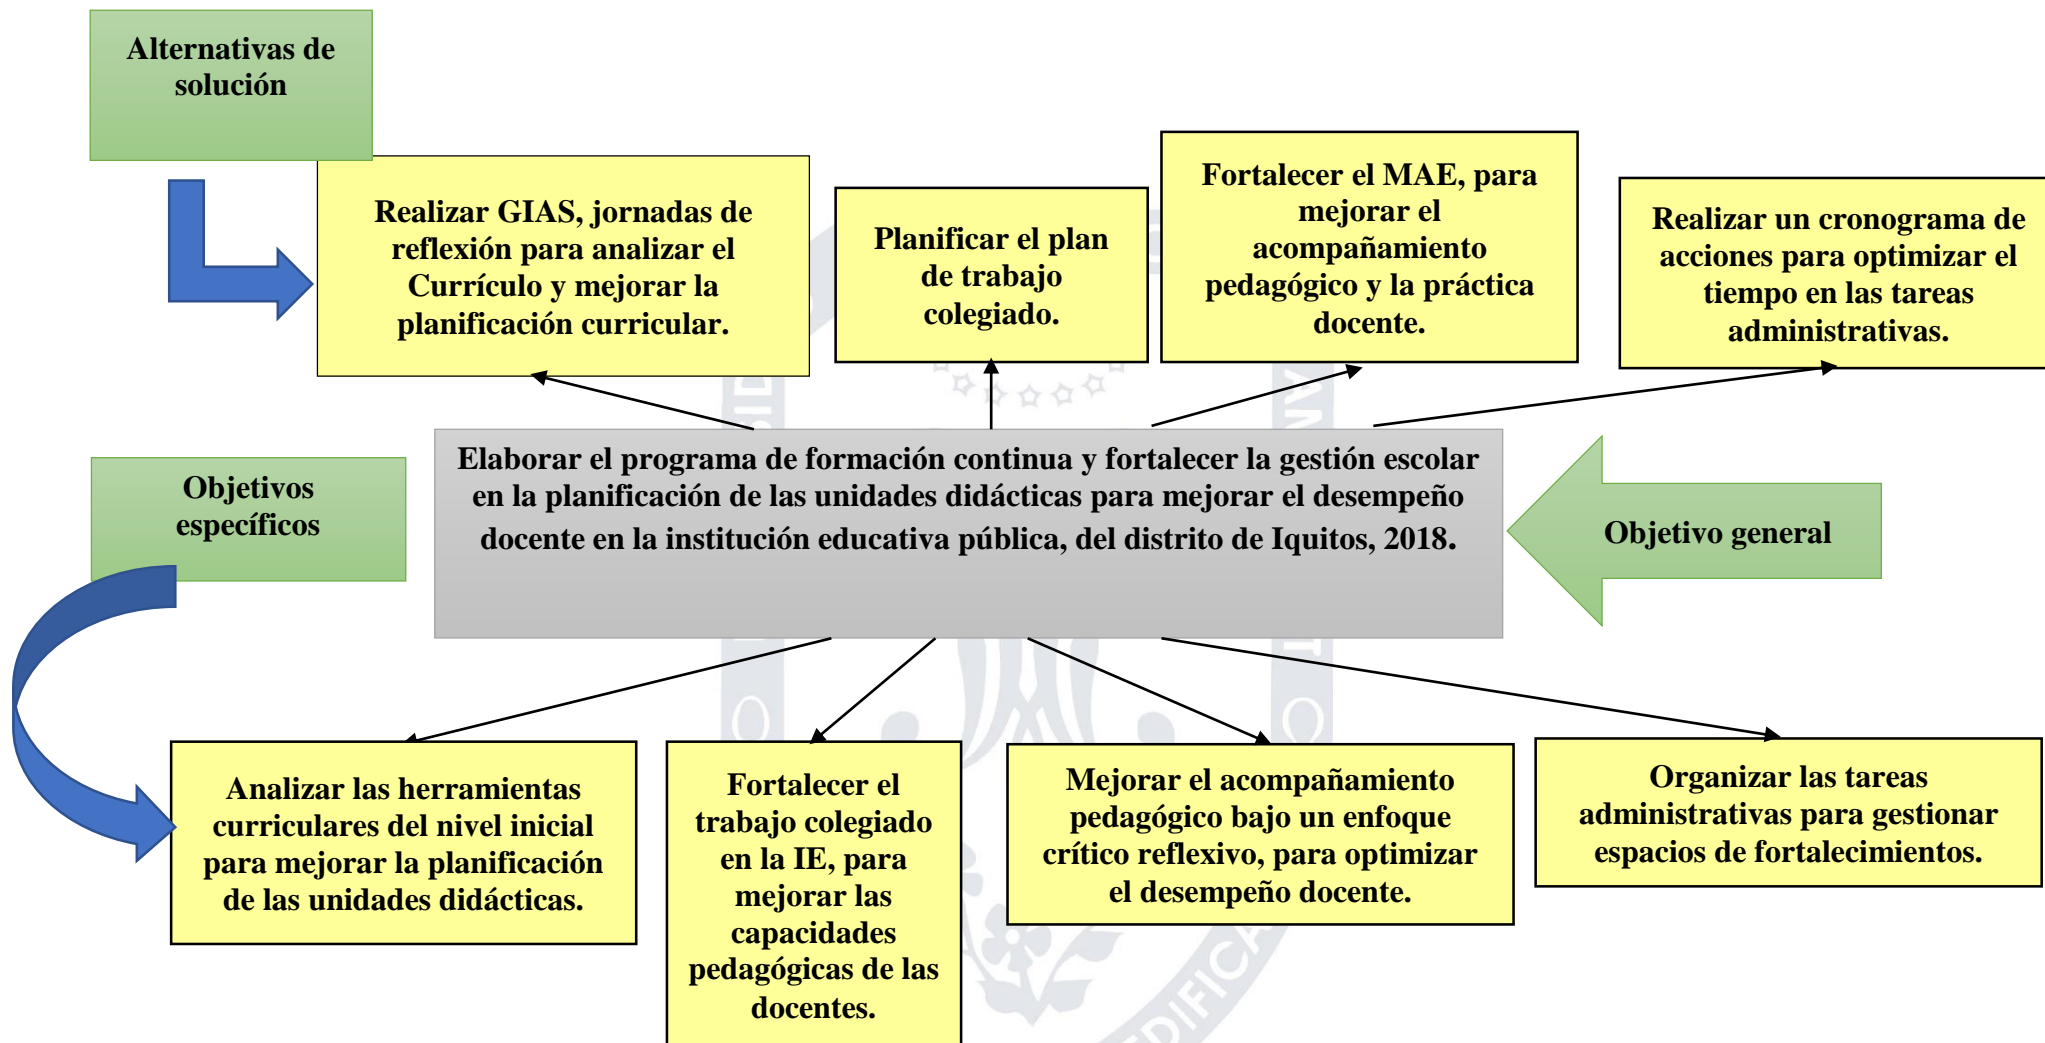 Alternativas de
solución
Realizar GIAS, jornadas de
reflexión para analizar el
Currículo y mejorar la
planificación curricular.
Planificar el plan
de trabajo
colegiado.
Fortalecer el MAE, para
mejorar el
acompañamiento
pedagógico y la práctica
docente.
Realizar un cronograma de
acciones para optimizar el
tiempo en las tareas
administrativas.
Objetivos
específicos
Elaborar el programa de formación continua y fortalecer la gestión escolar
en la planificación de las unidades didácticas para mejorar el desempeño
docente en la institución educativa pública, del distrito de Iquitos, 2018.
Objetivo general
Analizar las herramientas
curriculares del nivel inicial
para mejorar la planificación
de las unidades didácticas.
Fortalecer el
trabajo colegiado
en la IE, para
mejorar las
capacidades
pedagógicas de las
docentes.
Mejorar el acompañamiento
pedagógico bajo un enfoque
crítico reflexivo, para optimizar
el desempeño docente.
Organizar las tareas
administrativas para gestionar
espacios de fortalecimientos.